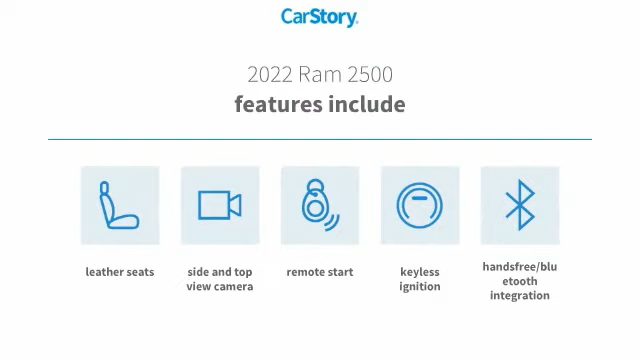 CarStory
2022 Ram 2500
features include
leather seats
side and top
view camera
remote start
keyless
ignition
handsfree/blu
etooth
integration